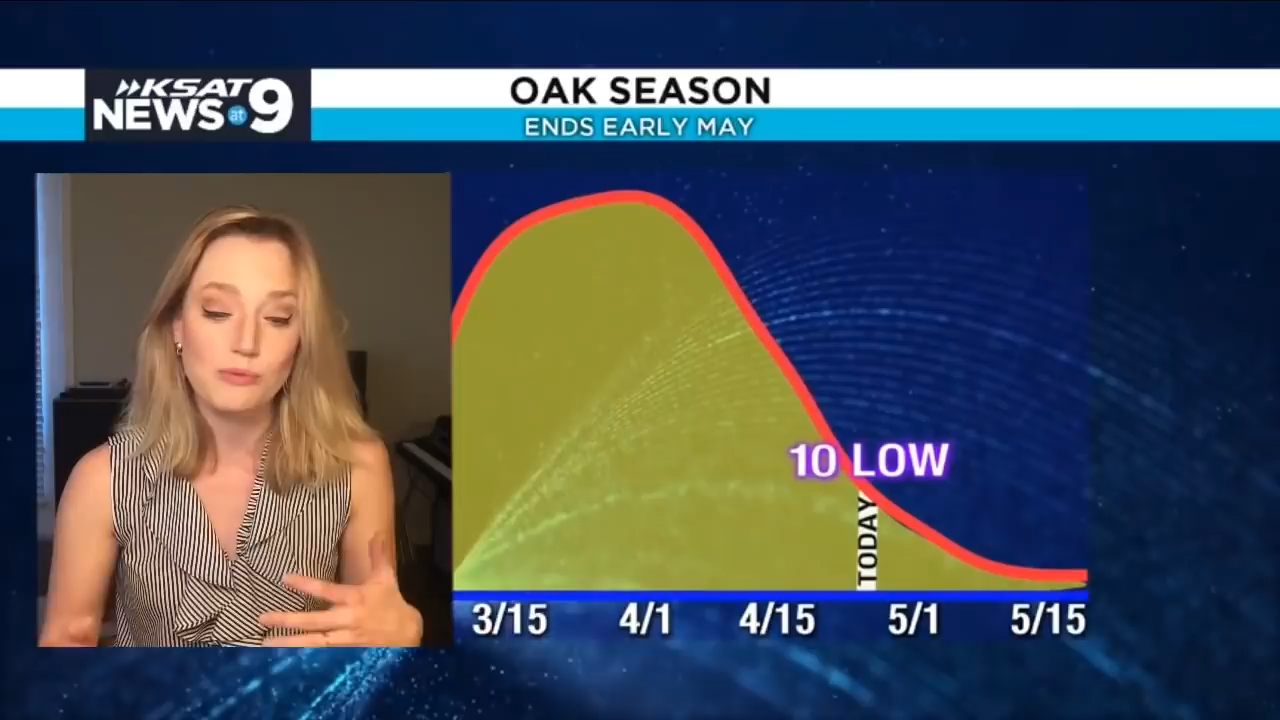 KSAT
NEWS at 9
OAK SEASON
ENDS EARLY MAY
10 LOW
TODAY
3/15 4/1 4/15 5/1 5/15